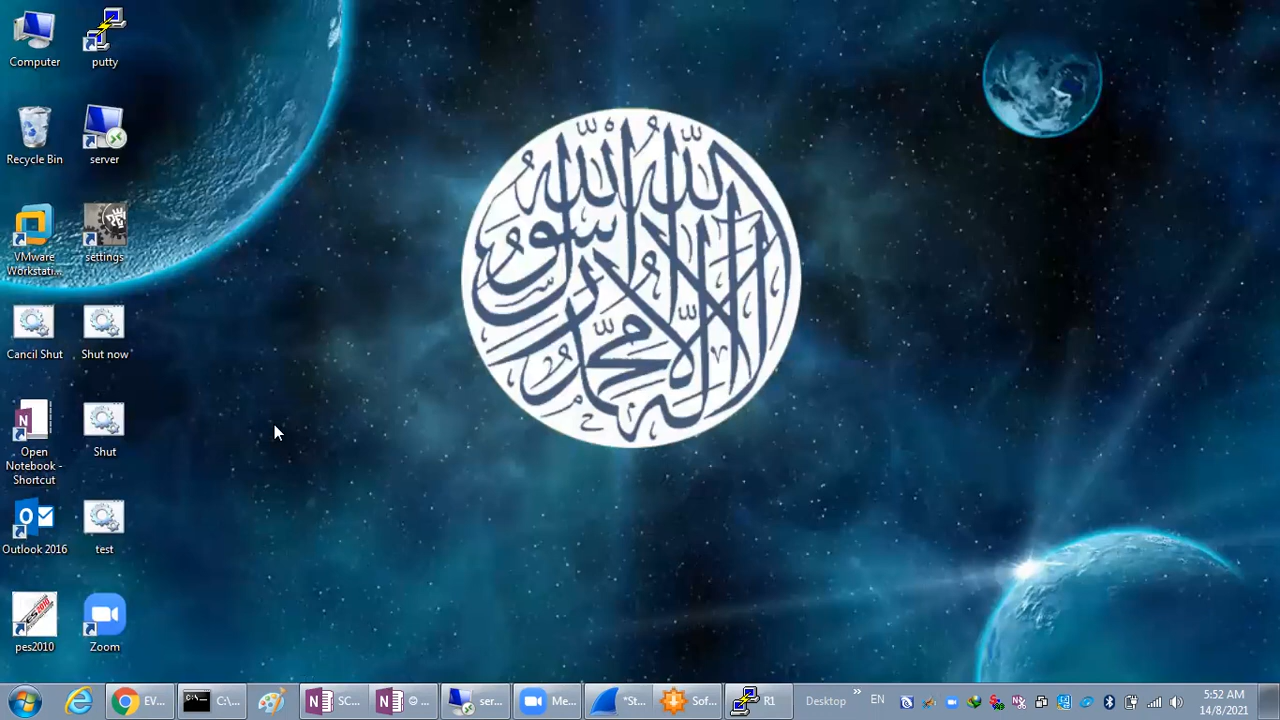 Computer
putty
Recycle Bin
server
VMware
Workstati...
settings
Cancil Shut
Shut now
Open
Notebook -
Shortcut
Shut
Outlook 2016
test
pes2010
Zoom
لا إله إلا الله محمد رسول الله
EV...
C:\...
SC...
ser...
Me...
*St...
Sof...
R1
Desktop
EN
5:52 AM
14/8/2021